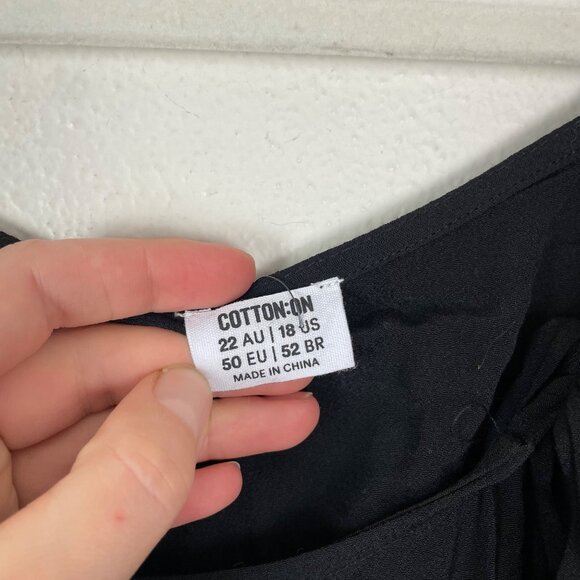 COTTON:ON
22 AU | 18 US
50 EU | 52 BR
MADE IN CHINA